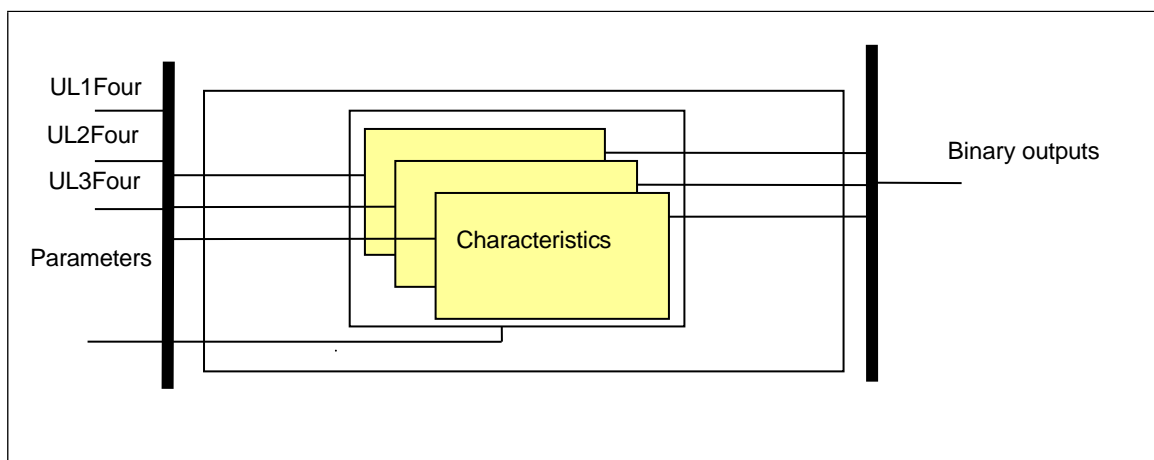 UL1Four
UL2Four
UL3Four
Parameters
Characteristics
Binary outputs